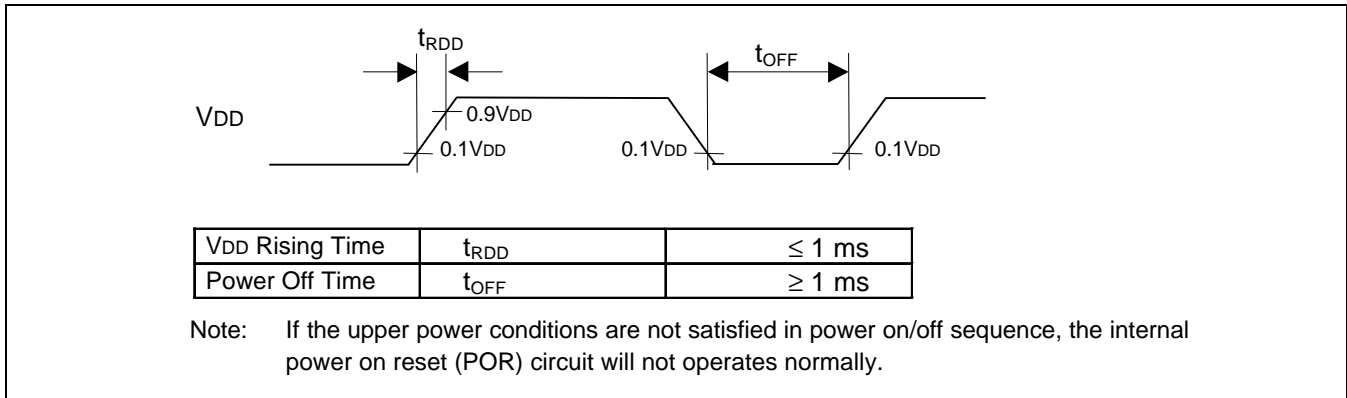 tRDD
tOFF
VDD
0.9VDD
0.1VDD
0.1VDD
0.1VDD
VDD Rising Time tRDD ≤ 1 ms
Power Off Time tOFF ≥ 1 ms
Note: If the upper power conditions are not satisfied in power on/off sequence, the internal
power on reset (POR) circuit will not operates normally.